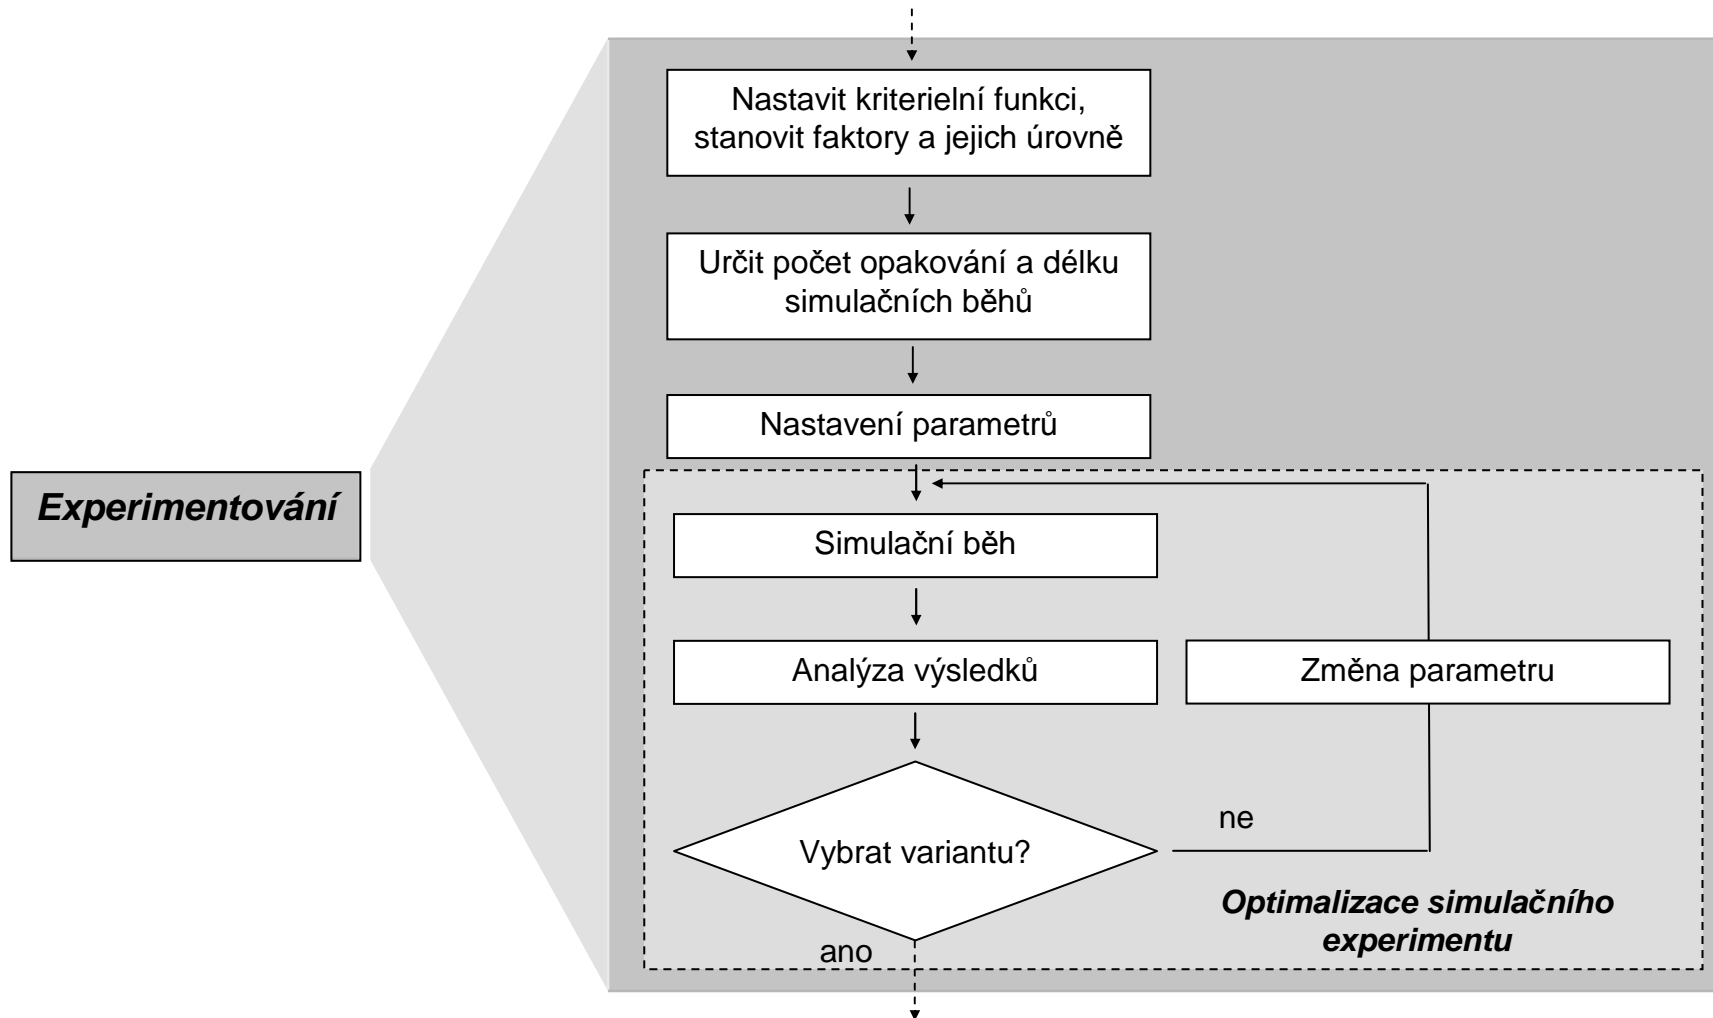 Nastavit kriterielní funkci,
stanovit faktory a jejich úrovně
Určit počet opakování a délku
simulačních běhů
Nastavení parametrů
Experimentování
Simulační běh
Analýza výsledků
Změna parametru
ne
Vybrat variantu?
Optimalizace simulačního
experimentu
ano